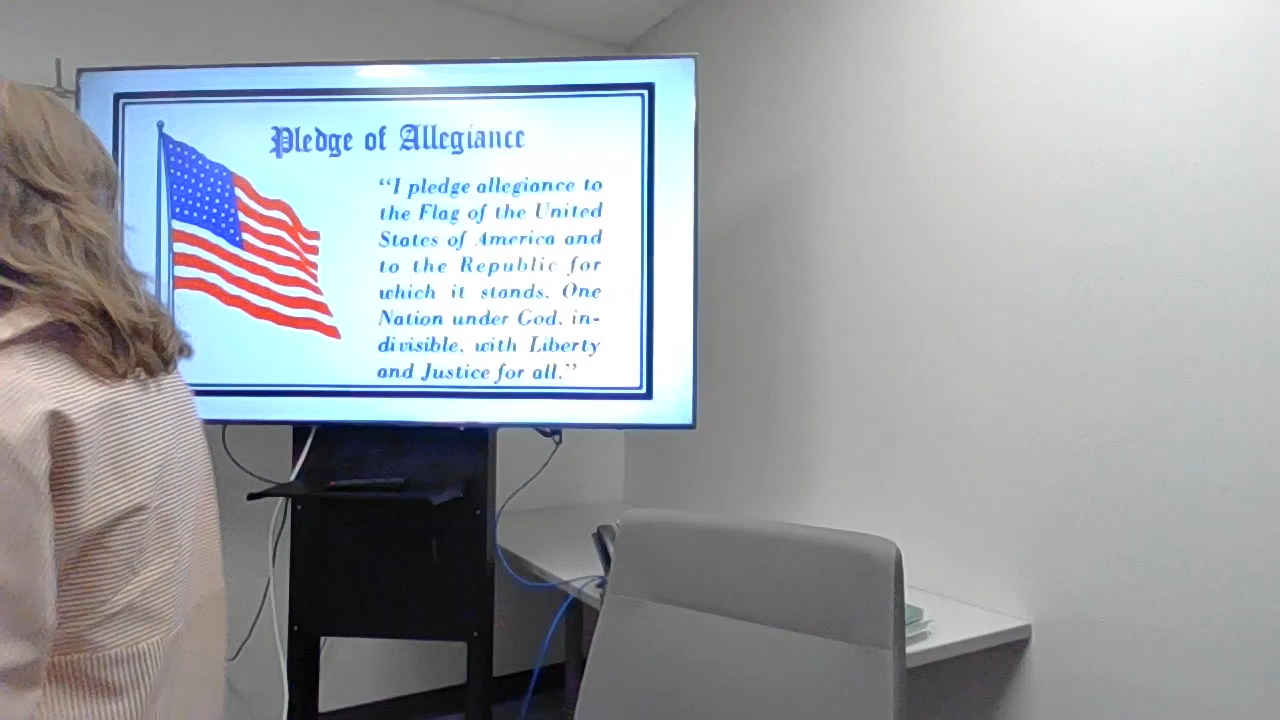 Pledge of Allegiance
“I pledge allegiance to
the Flag of the United
States of America and
to the Republic for
which it stands. One
Nation under God, in-
divisible, with Liberty
and Justice for all.”